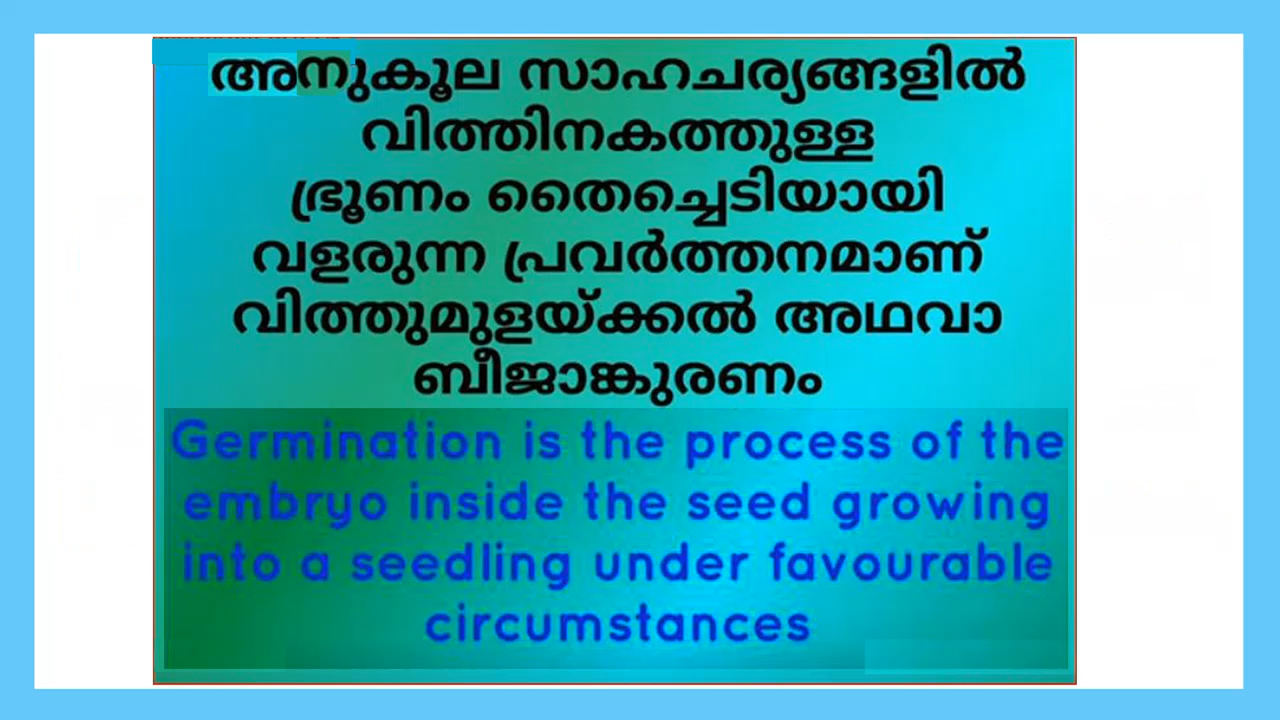 അനുകൂല സാഹചര്യങ്ങളിൽ
വിത്തിനകത്തുള്ള
ഭ്രൂണം തൈച്ചെടിയായി
വളരുന്ന പ്രവർത്തനമാണ്
വിത്തുമുളയ്ക്കൽ അഥവാ
ബീജാങ്കുരണം
Germination is the process of the
embryo inside the seed growing
into a seedling under favourable
circumstances